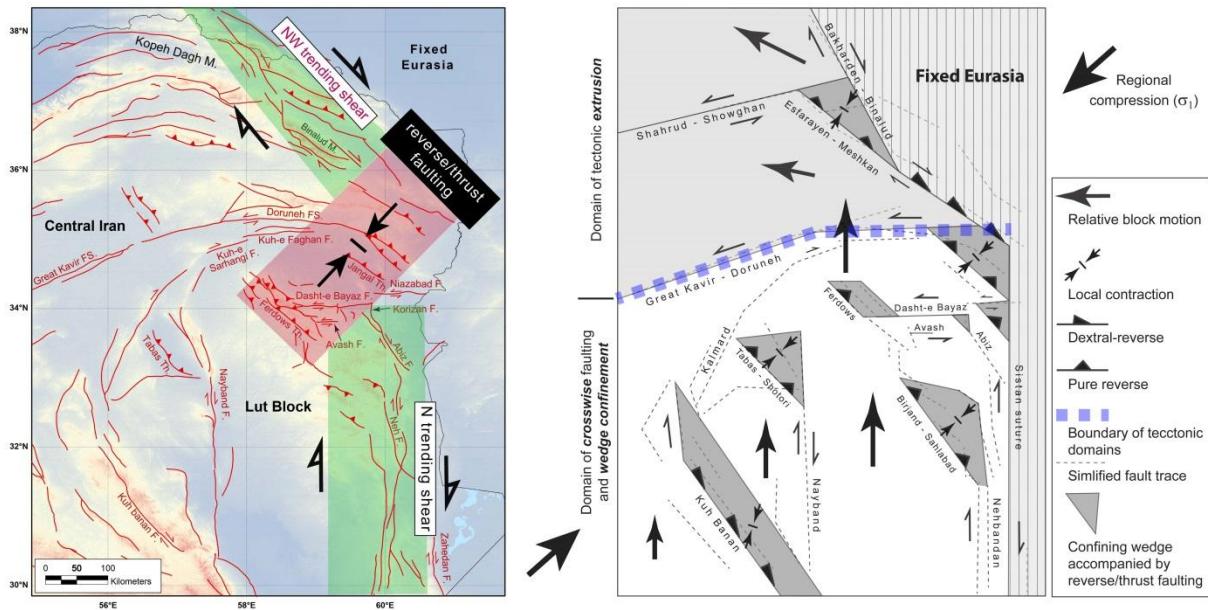 38°
36°
34°
32°
30°
56°E
58°E
60°E
Kopeh Dagh M.
NW trending shear
Fixed
Eurasia
Binalud M.
reverse/thrust
faulting
Central Iran
Doruneh FS.
Kuh-e Faghan F.
Kuh-e
Sarhangi F.
Great Kavir FS.
Jangal Th.
Niazabad F.
Dasht-e Bayaz F.
Korizan F.
Ferdows Th.
Avash F.
Abiz F.
Tabas Th.
Nayband F.
Lut Block
Neh F.
N trending shear
Kuh banan F.
Zahedan F.
0 50 100
Kilometers
Domain of tectonic extrusion
Domain of crosswise faulting
and wedge confinement
Bakharden - Binalud
Fixed Eurasia
Shahrud - Showghan
Esfarayen - Meshkan
Great Kavir - Doruneh
Ferdows
Dasht-e Bayaz
Avash
Abiz
Kalmard
Tabas - Shotori
Birjand - Sahlabad
Sistan suture
Kuh Banan
Nayband
Nehbandan
Regional
compression (σ1)
Relative block motion
Local contraction
Dextral-reverse
Pure reverse
Boundary of tecctonic
domains
Simlified fault trace
Confining wedge
accompanied by
reverse/thrust faulting